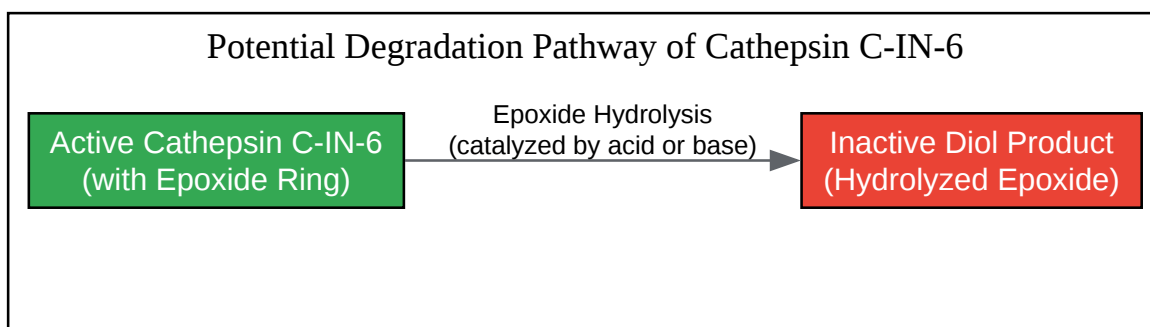 Potential Degradation Pathway of Cathepsin C-IN-6
Active Cathepsin C-IN-6
(with Epoxide Ring)
Epoxide Hydrolysis
(catalyzed by acid or base)
Inactive Diol Product
(Hydrolyzed Epoxide)